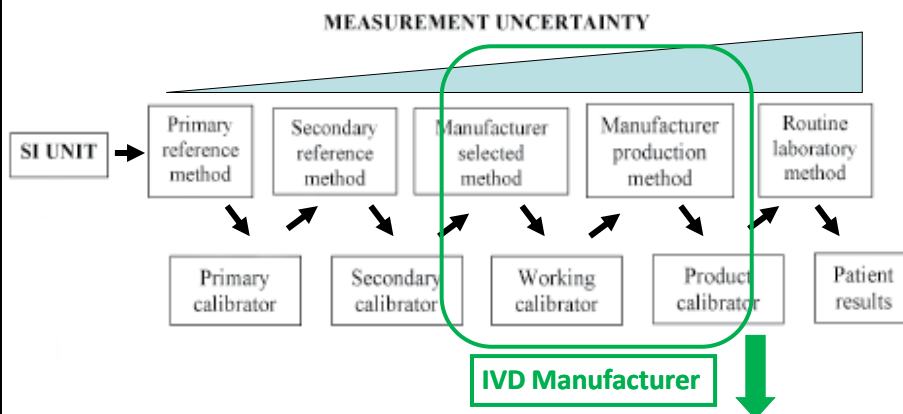 MEASUREMENT UNCERTAINTY
SI UNIT
Primary
reference
method
Secondary
reference
method
Manufacturer
selected
method
Manufacturer
production
method
Routine
laboratory
method
Primary
calibrator
Secondary
calibrator
Working
calibrator
Product
calibrator
Patient
results
IVD Manufacturer